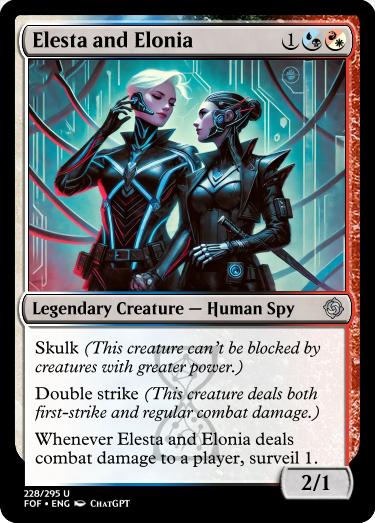 Elesta and Elonia 1
Legendary Creature — Human Spy
Skulk (This creature can't be blocked by
creatures with greater power.)
Double strike (This creature deals both
first-strike and regular combat damage.)
Whenever Elesta and Elonia deals
combat damage to a player, surveil 1.
2/1
228/295 U
FOF • ENG ChatGPT